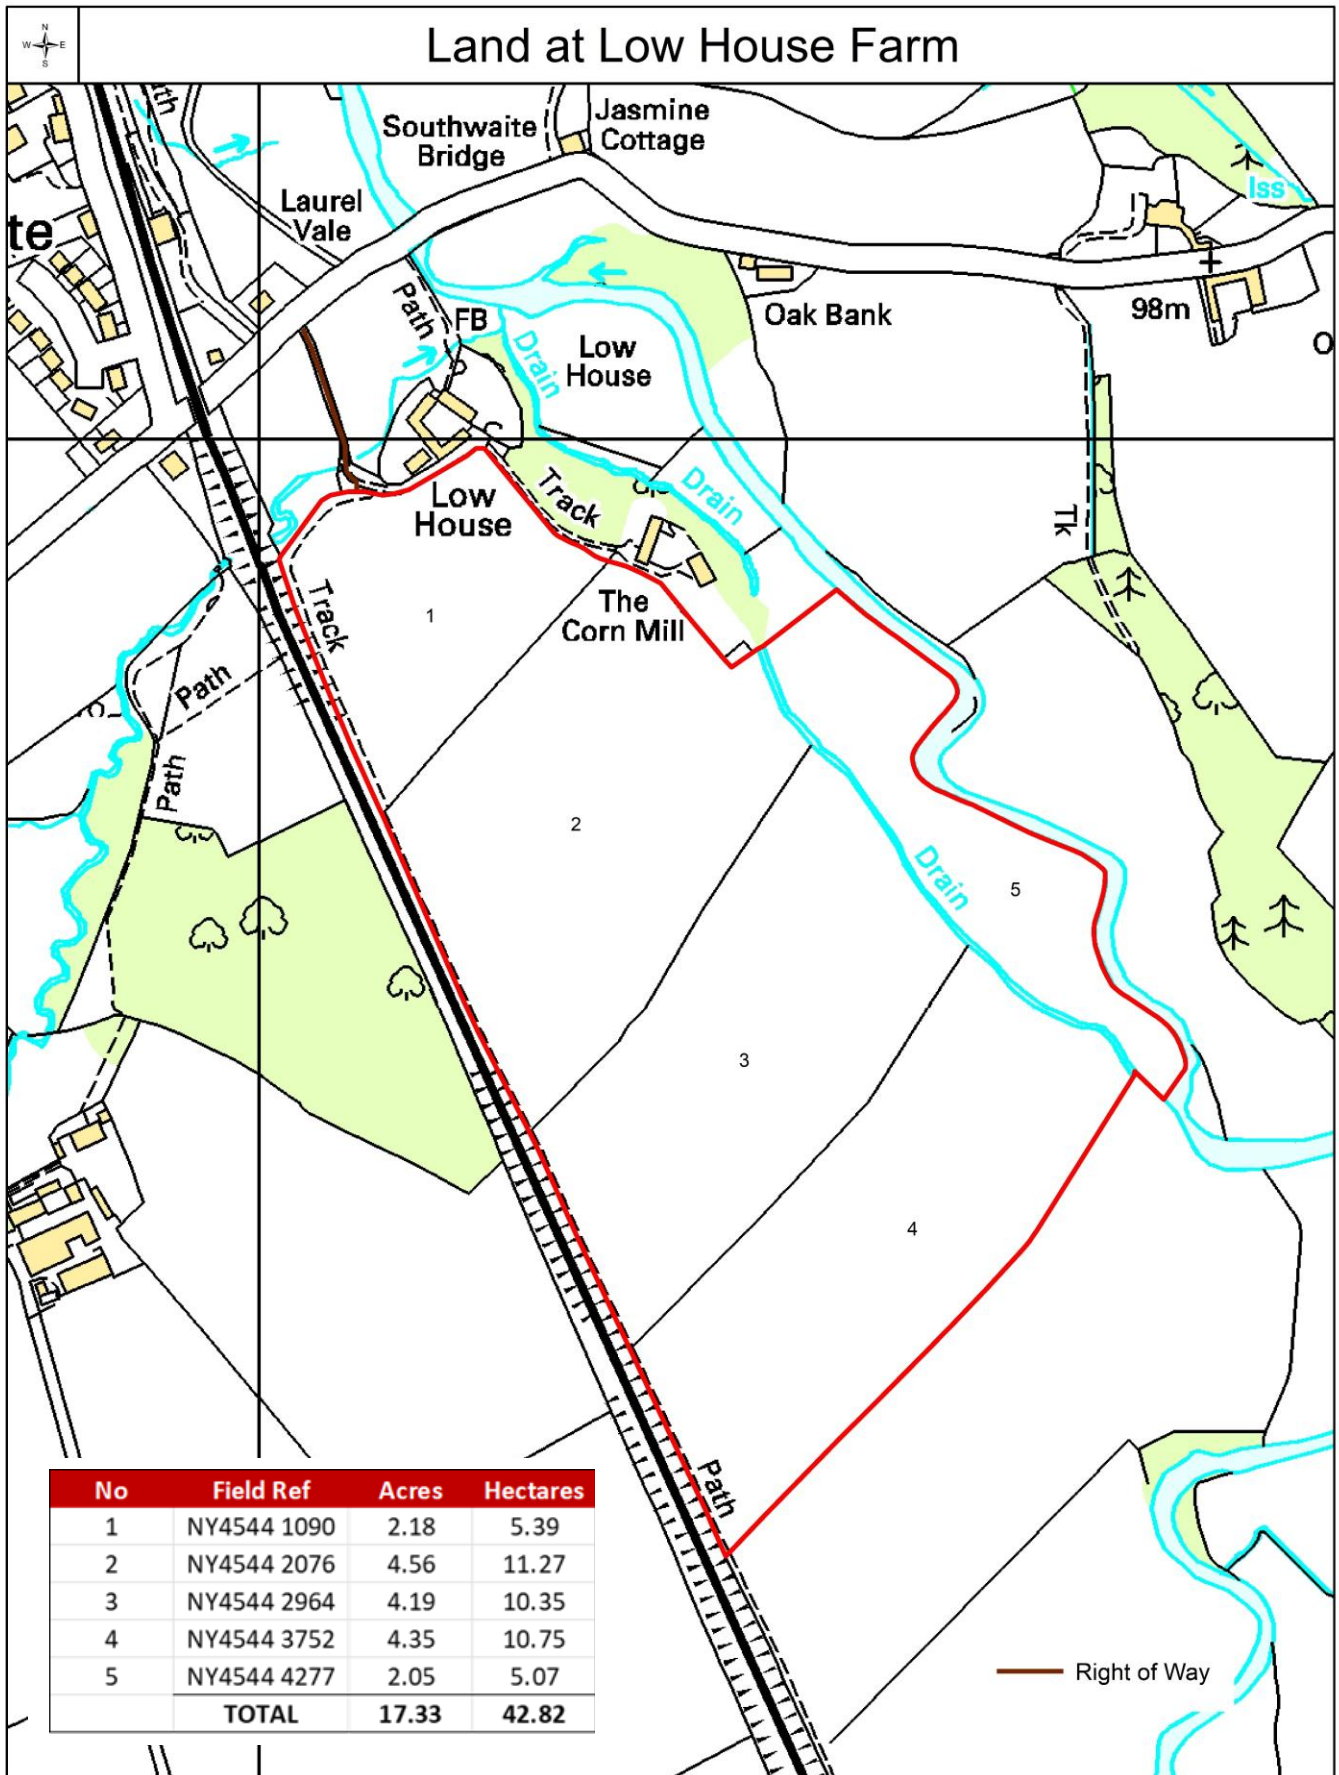 N
W E
S
Land at Low House Farm
th
Southwaite
Bridge
Jasmine
Cottage
Laurel
Vale
te
Iss
Path
FB
Drain
Low
House
Oak Bank
98m
O
Low
House
Track
Drain
Tk
Track
The
Corn Mill
1
Path
Path
2
Drain
5
3
4
Path
No Field Ref Acres Hectares
1 NY4544 1090 2.18 5.39
2 NY4544 2076 4.56 11.27
3 NY4544 2964 4.19 10.35
4 NY4544 3752 4.35 10.75
5 NY4544 4277 2.05 5.07
TOTAL 17.33 42.82
Right of Way